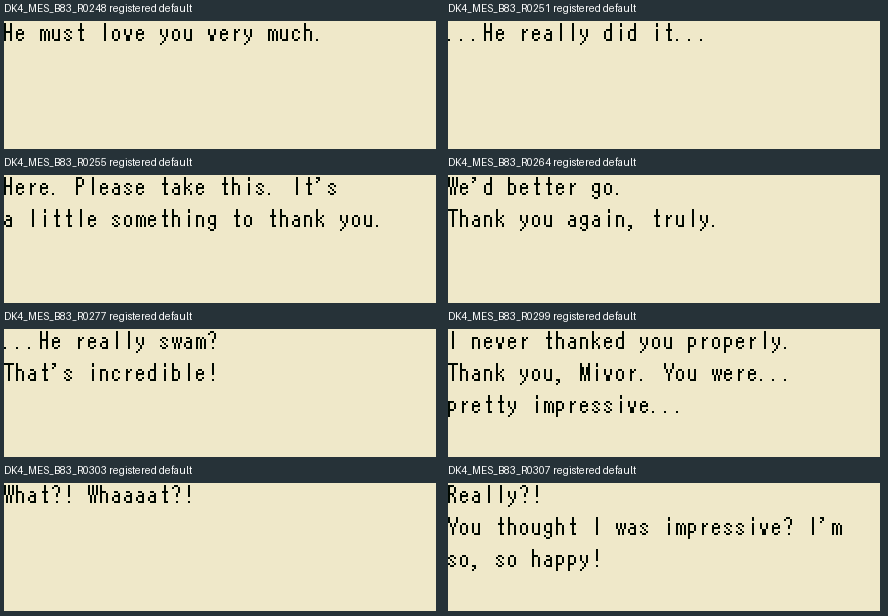 DK4_MES_B83_R0248 registered default
He must love you very much.
DK4_MES_B83_R0251 registered default
...He really did it...
DK4_MES_B83_R0255 registered default
Here. Please take this. It's
a little something to thank you.
DK4_MES_B83_R0264 registered default
We'd better go.
Thank you again, truly.
DK4_MES_B83_R0277 registered default
...He really swam?
That's incredible!
DK4_MES_B83_R0299 registered default
I never thanked you properly.
Thank you, Mivor. You were...
pretty impressive...
DK4_MES_B83_R0303 registered default
What?! Whaaaat?!
DK4_MES_B83_R0307 registered default
Really?!
You thought I was impressive? I'm
so, so happy!